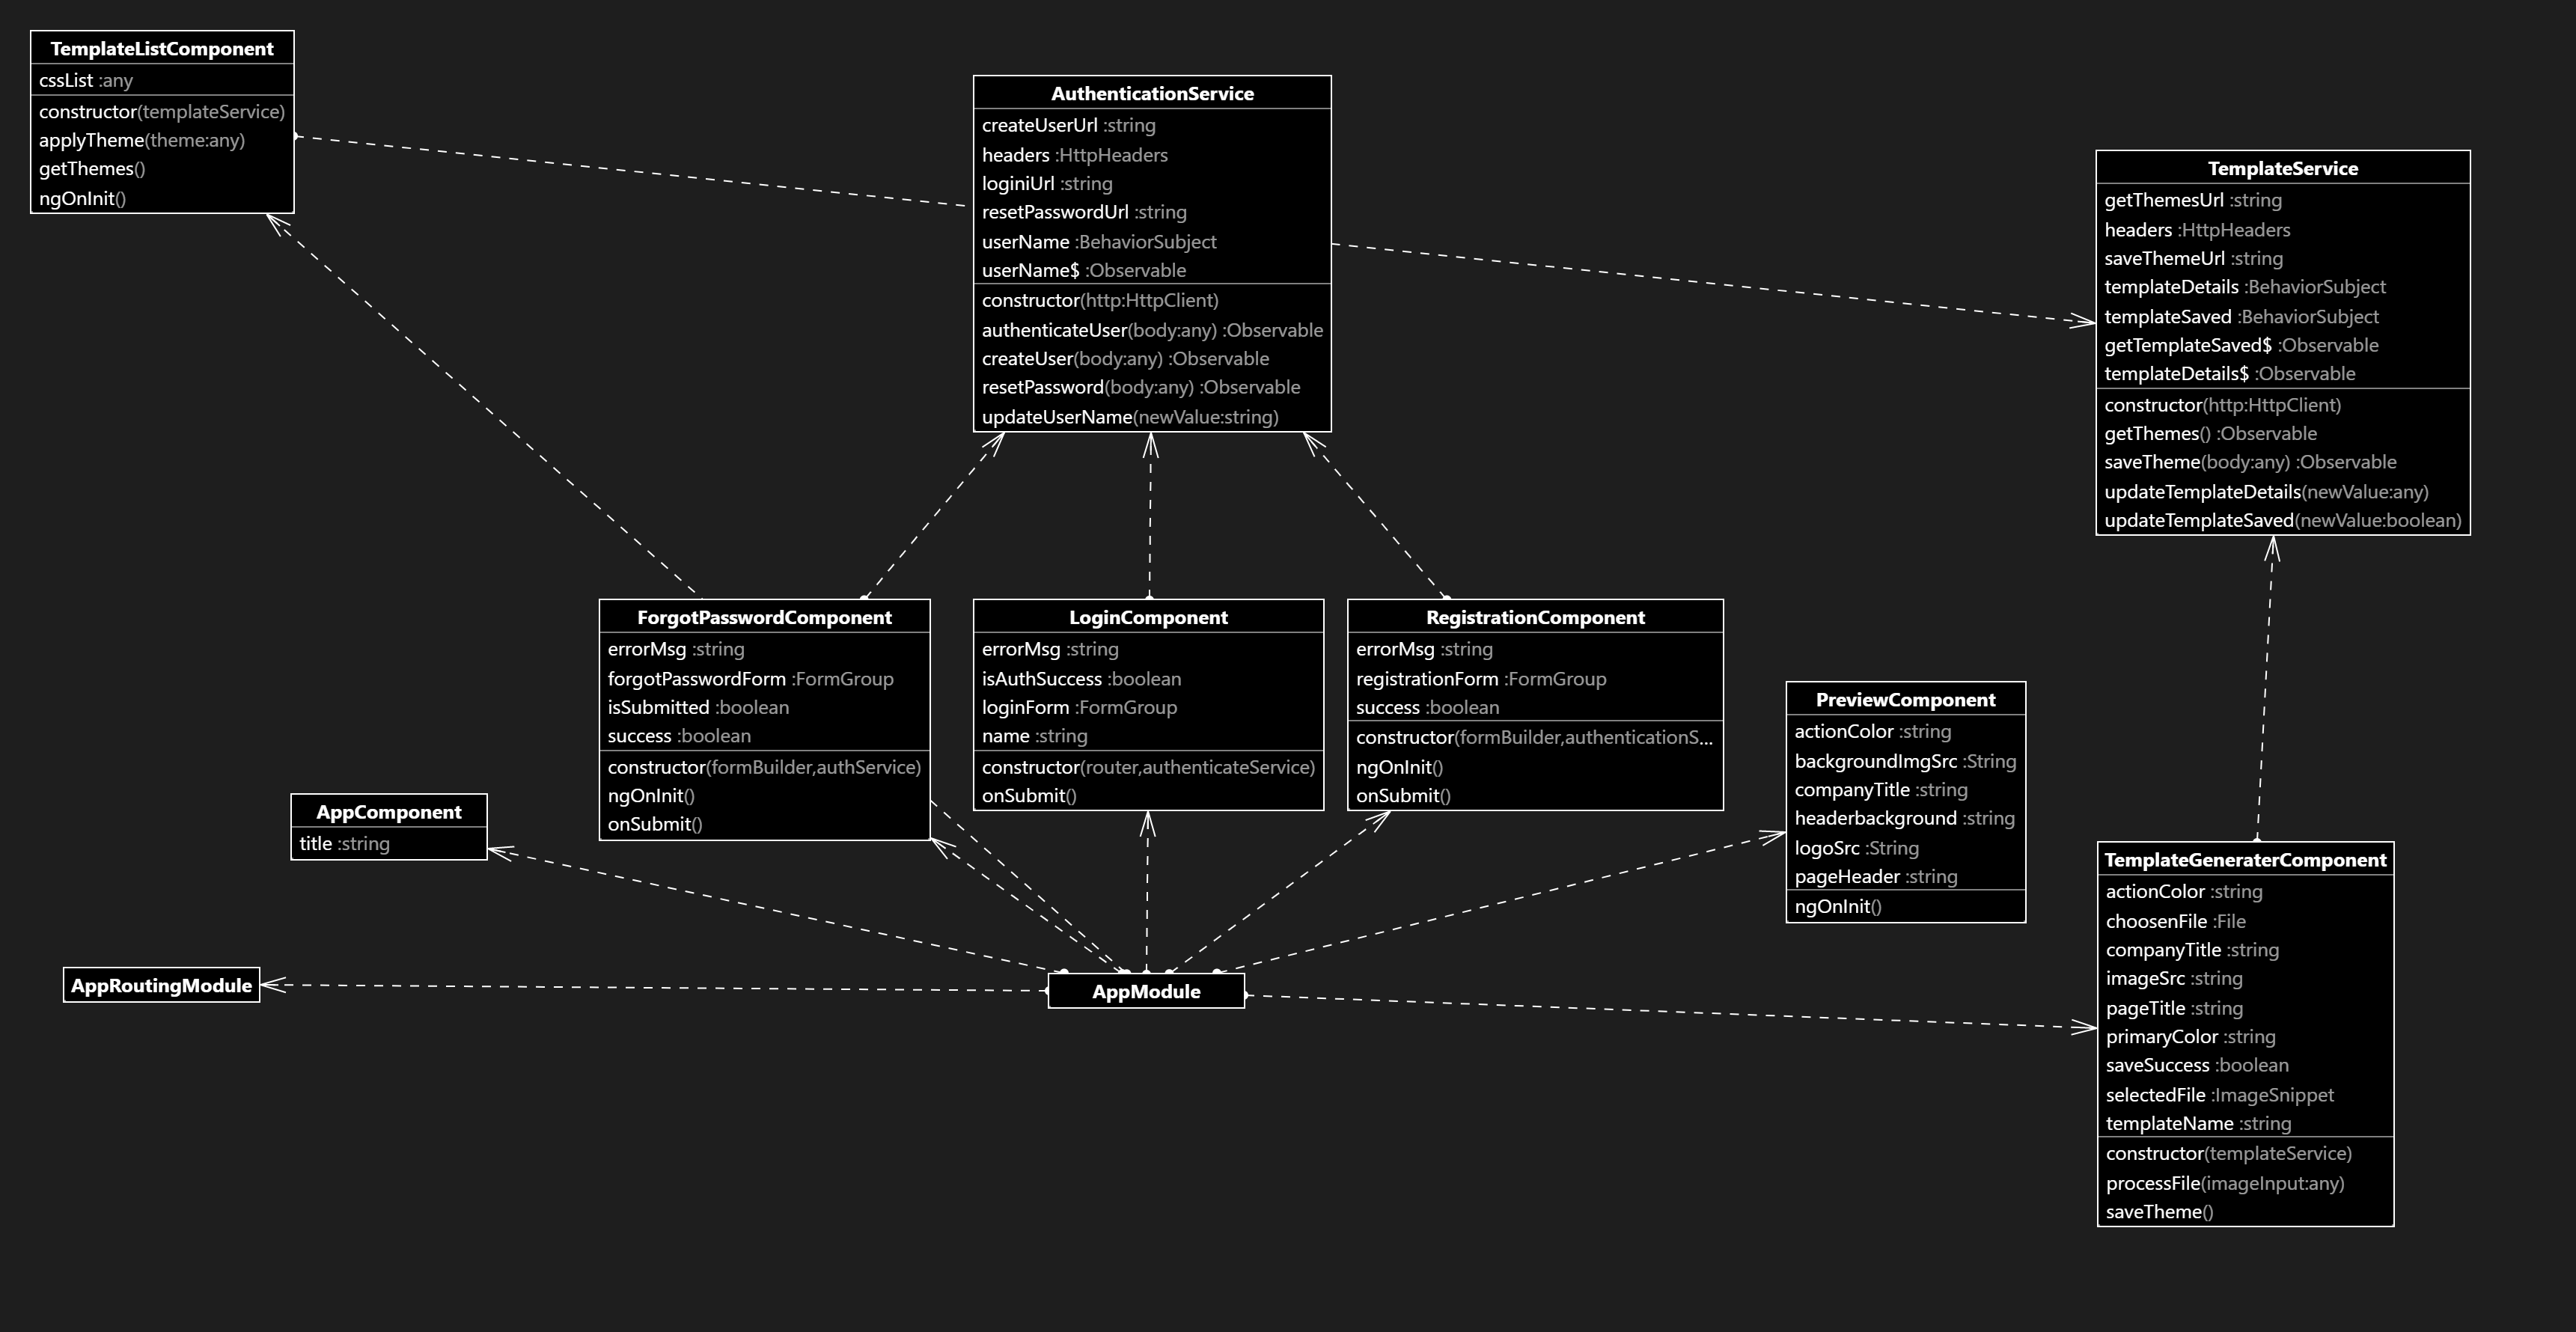 TemplateListComponent
cssList :any
constructor(templateService)
applyTheme(theme:any)
getThemes()
ngOnInit()
AuthenticationService
createUserUrl :string
headers :HttpHeaders
loginiUrl :string
resetPasswordUrl :string
userName :BehaviorSubject
userName$ :Observable
constructor(http:HttpClient)
authenticateUser(body:any) :Observable
createUser(body:any) :Observable
resetPassword(body:any) :Observable
updateUserName(newValue:string)
TemplateService
getThemesUrl :string
headers :HttpHeaders
saveThemeUrl :string
templateDetails :BehaviorSubject
templateSaved :BehaviorSubject
getTemplateSaved$ :Observable
templateDetails$ :Observable
constructor(http:HttpClient)
getThemes() :Observable
saveTheme(body:any) :Observable
updateTemplateDetails(newValue:any)
updateTemplateSaved(newValue:boolean)
ForgotPasswordComponent
errorMsg :string
forgotPasswordForm :FormGroup
isSubmitted :boolean
success :boolean
constructor(formBuilder,authService)
ngOnInit()
onSubmit()
LoginComponent
errorMsg :string
isAuthSuccess :boolean
loginForm :FormGroup
name :string
constructor(router,authenticateService)
onSubmit()
RegistrationComponent
errorMsg :string
registrationForm :FormGroup
success :boolean
constructor(formBuilder,authenticationS...
ngOnInit()
onSubmit()
PreviewComponent
actionColor :string
backgroundImgSrc :String
companyTitle :string
headerbackground :string
logoSrc :String
pageHeader :string
ngOnInit()
AppComponent
title :string
TemplateGeneraterComponent
actionColor :string
choosenFile :File
companyTitle :string
imageSrc :string
pageTitle :string
primaryColor :string
saveSuccess :boolean
selectedFile :ImageSnippet
templateName :string
constructor(templateService)
processFile(imageInput:any)
saveTheme()
AppRoutingModule
AppModule